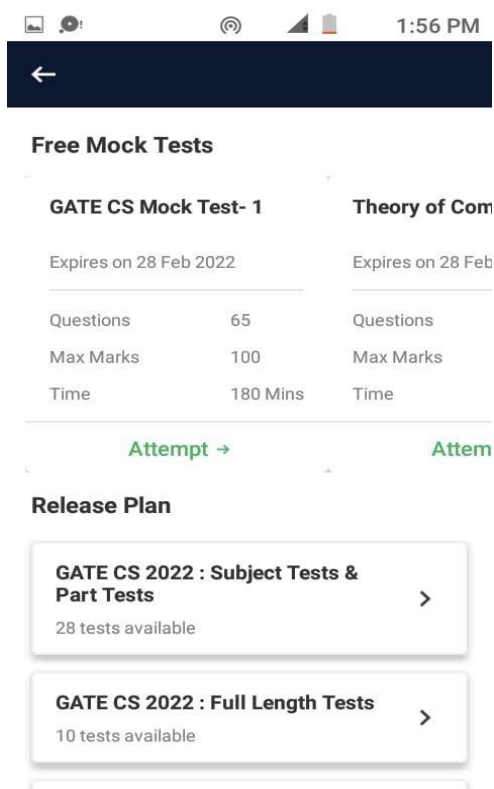 1:56 PM
Free Mock Tests
GATE CS Mock Test- 1
Expires on 28 Feb 2022
Questions 65
Max Marks 100
Time 180 Mins
Attempt →
Theory of Com
Expires on 28 Feb
Questions
Max Marks
Time
Attem
Release Plan
GATE CS 2022 : Subject Tests &
Part Tests
28 tests available
GATE CS 2022 : Full Length Tests
10 tests available